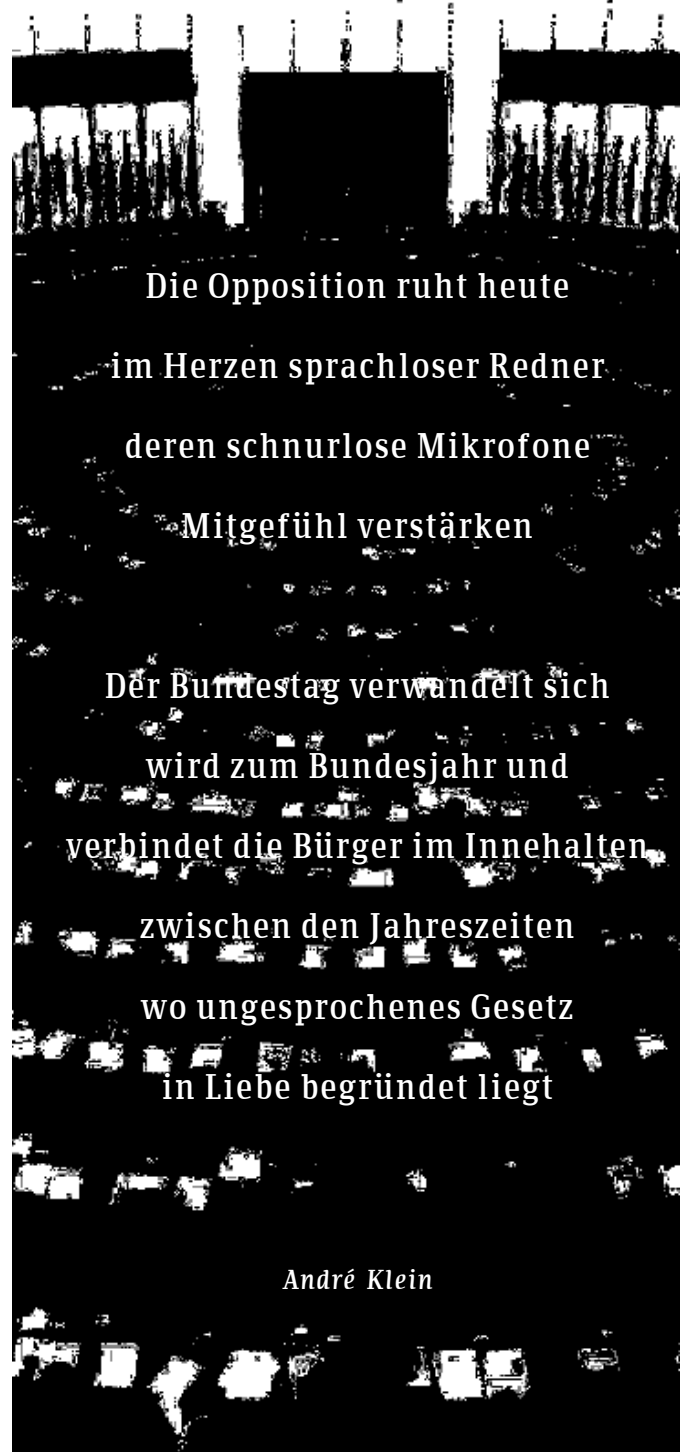 Die Opposition ruht heute
im Herzen sprachloser Redner
deren schnurlose Mikrofone
Mitgefühl verstärken
Der Bundestag verwandelt sich
wird zum Bundesjahr und
verbindet die Bürger im Innehalten
zwischen den Jahreszeiten
wo ungesprochenes Gesetz
in Liebe begründet liegt
André Klein